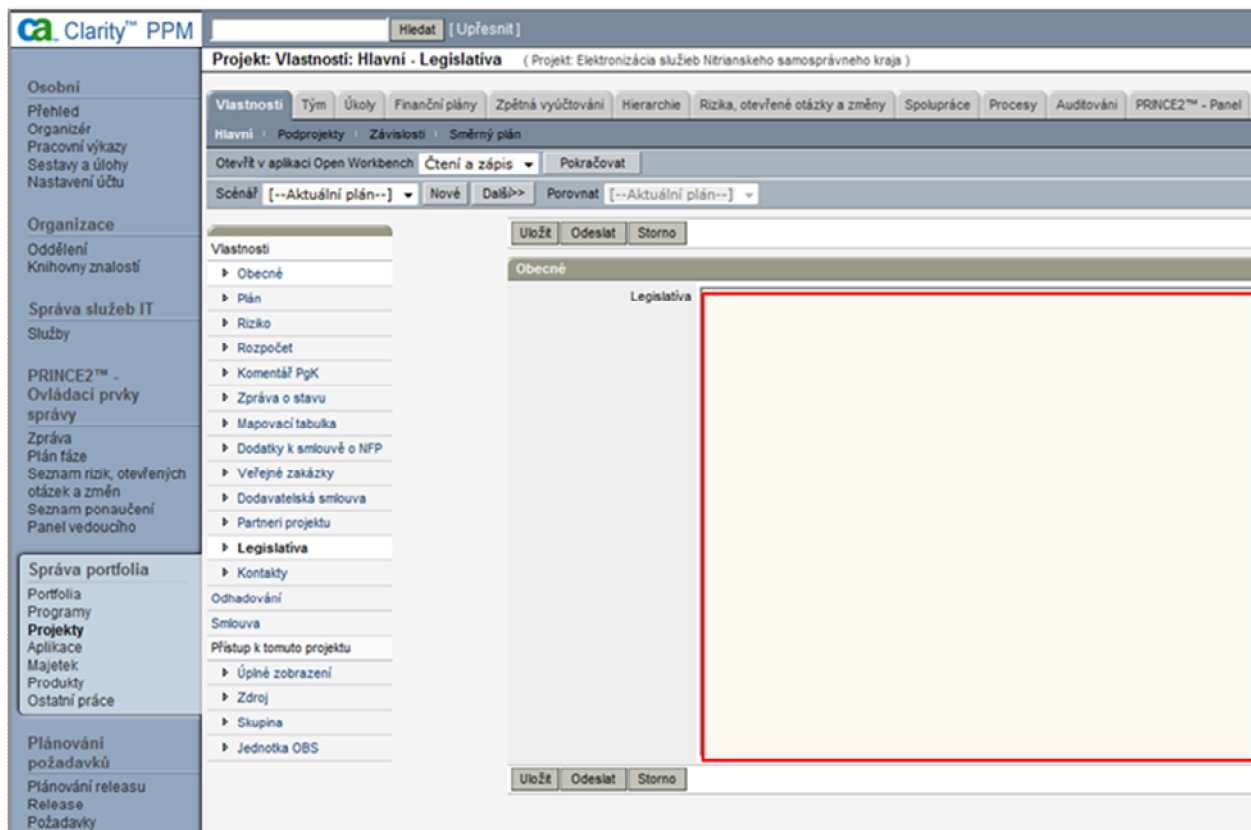 ca Clarity™ PPM
Hledat [ Upřesnit ]
Projekt: Vlastnosti: Hlavní - Legislatíva ( Projekt: Elektronizácia služieb Nitrianskeho samosprávneho kraja )
Osobní
Přehled
Organizér
Pracovní výkazy
Sestavy a úlohy
Nastavení účtu
Organizace
Oddělení
Knihovny znalostí
Správa služeb IT
Služby
PRINCE2™ -
Ovládací prvky
správy
Zpráva
Plán fáze
Seznam rizik, otevřených
otázek a změn
Seznam ponaučení
Panel vedoucího
Správa portfolia
Portfolia
Programy
Projekty
Aplikace
Majetek
Produkty
Ostatní práce
Plánování
požadavků
Plánování releasu
Release
Požadavky
Vlastnosti Tým Úkoly Finanční plány Zpětná vyúčtování Hierarchie Rizika, otevřené otázky a změny Spolupráce Procesy Auditování PRINCE2™ - Panel
Hlavní Podprojekty Závislosti Směrný plán
Otevřít v aplikaci Open Workbench Čtení a zápis Pokračovat
Scénář [--Aktuální plán--] Nové Další>> Porovnat [--Aktuální plán--]
Vlastnosti
Obecné
Plán
Riziko
Rozpočet
Komentář PgK
Zpráva o stavu
Mapovací tabulka
Dodatky k smlouvě o NFP
Veřejné zakázky
Dodavatelská smlouva
Partneri projektu
Legislatíva
Kontakty
Odhadování
Smlouva
Přístup k tomuto projektu
Úplné zobrazení
Zdroj
Skupina
Jednotka OBS
Uložit Odeslat Storno
Obecné
Legislatíva
Uložit Odeslat Storno